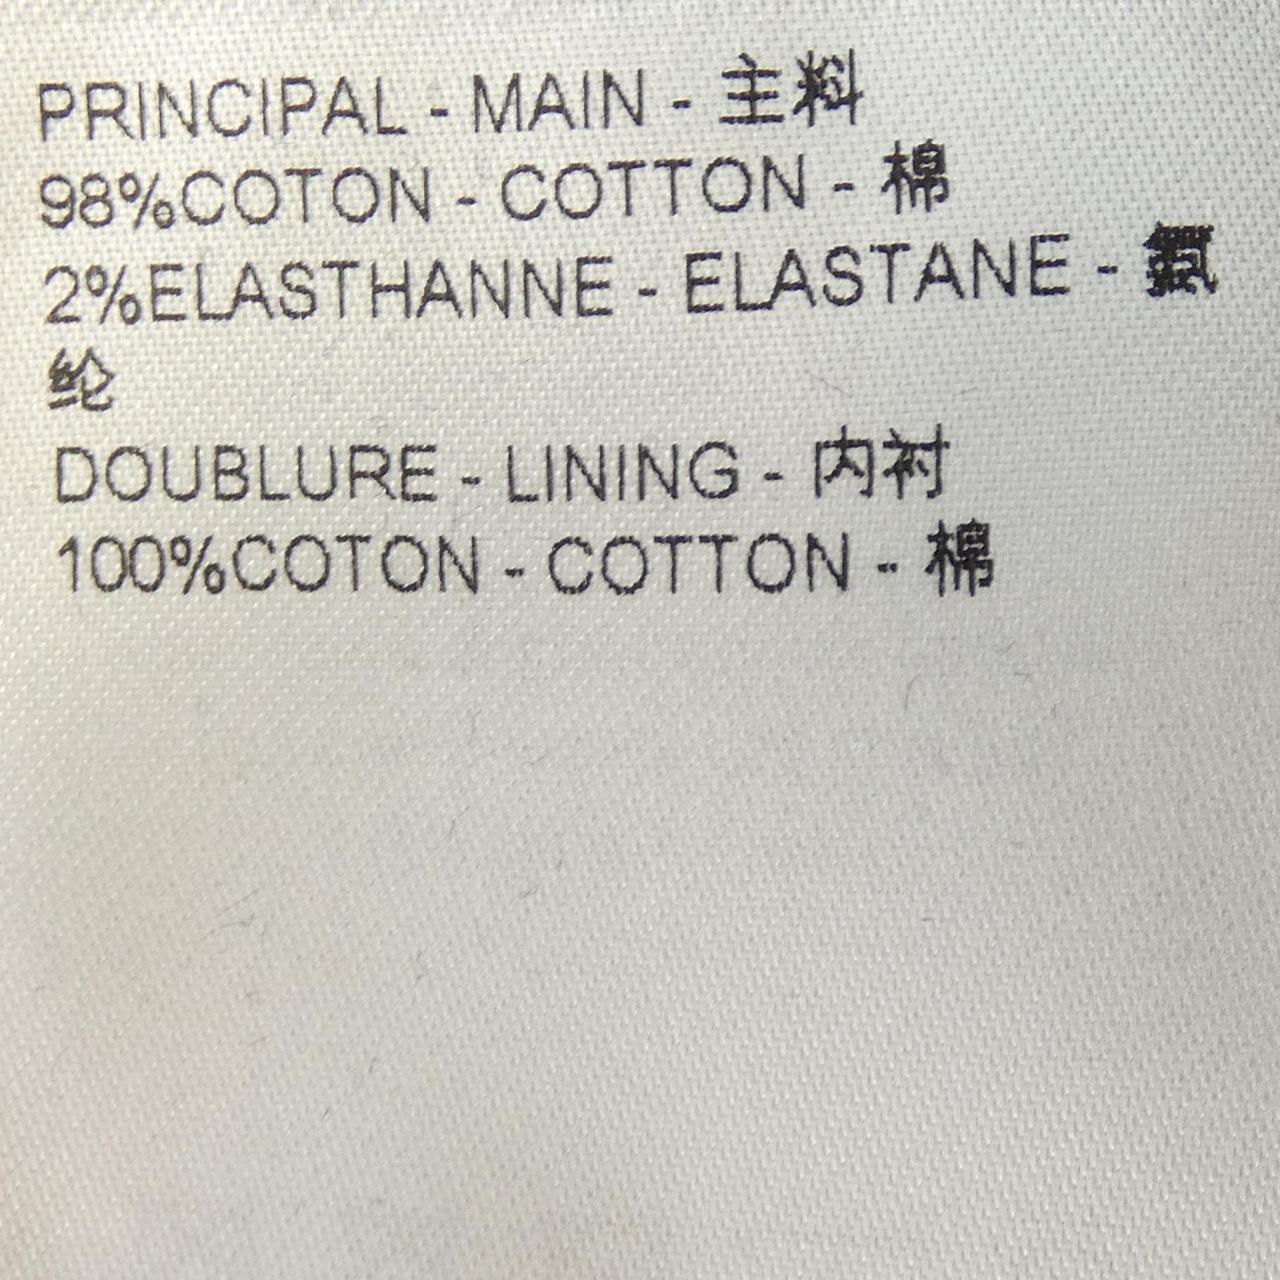 PRINCIPAL - MAIN - 主料
98%COTON - COTTON - 棉
2%ELASTHANNE - ELASTANE - 氨
纶
DOUBLURE - LINING - 内衬
100%COTON - COTTON - 棉